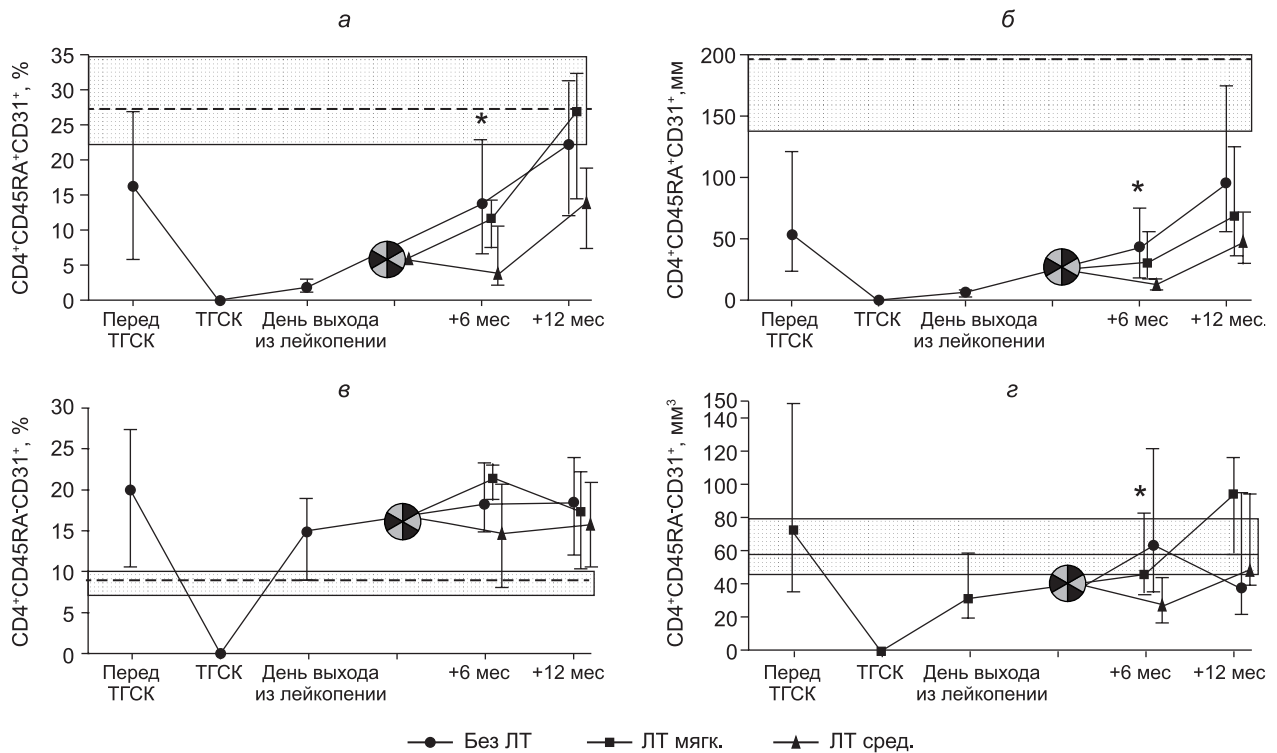 а
CD4⁺CD45RA⁺CD31⁺, %
35
30
25
20
15
10
5
0
*
Перед ТГСК
ТГСК
День выхода из лейкопении
+6 мес
+12 мес
б
CD4⁺CD45RA⁺CD31⁺,мм
200
150
100
50
0
*
Перед ТГСК
ТГСК
День выхода из лейкопении
+6 мес
+12 мес.
в
CD4⁺CD45RA⁻CD31⁺, %
30
25
20
15
10
5
0
Перед ТГСК
ТГСК
День выхода из лейкопении
+6 мес
+12 мес
г
CD4⁺CD45RA⁻CD31⁺, мм³
150
140
120
100
80
60
40
20
0
*
Перед ТГСК
ТГСК
День выхода из лейкопении
+6 мес
+12 мес
Без ЛТ
ЛТ мягк.
ЛТ сред.